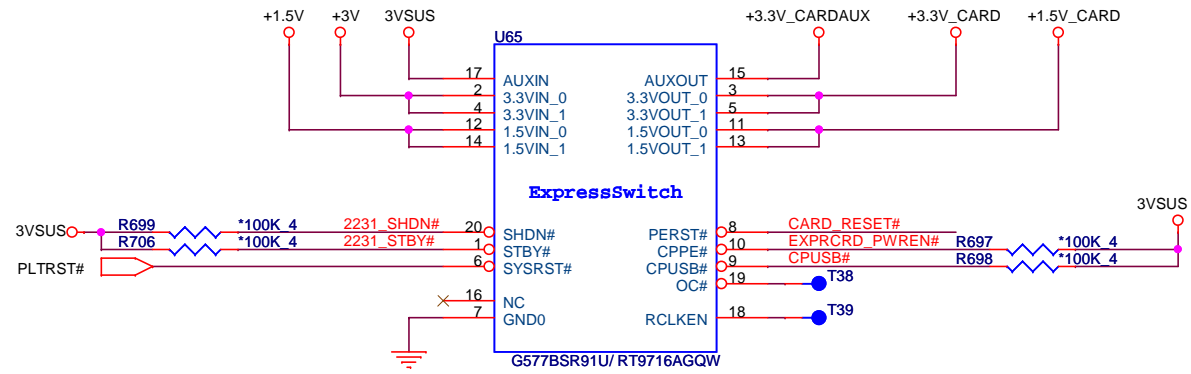 +1.5V +3V 3VSUS +3.3V_CARDAUX +3.3V_CARD +1.5V_CARD
U65
17 AUXIN AUXOUT 15
2 3.3VIN_0 3.3VOUT_0 3
4 3.3VIN_1 3.3VOUT_1 5
12 1.5VIN_0 1.5VOUT_0 11
14 1.5VIN_1 1.5VOUT_1 13
ExpressSwitch
3VSUS
3VSUS R699 *100K_4 2231_SHDN# 20 SHDN# PERST# 8 CARD_RESET#
R706 *100K_4 2231_STBY# 1 STBY# CPPE# 10 EXPRCRD_PWREN# R697 *100K_4
PLTRST# 6 SYSRST# CPUSB# 9 CPUSB# R698 *100K_4
OC# 19 T38
16 NC
7 GND0 RCLKEN 18 T39
G577BSR91U/ RT9716AGQW